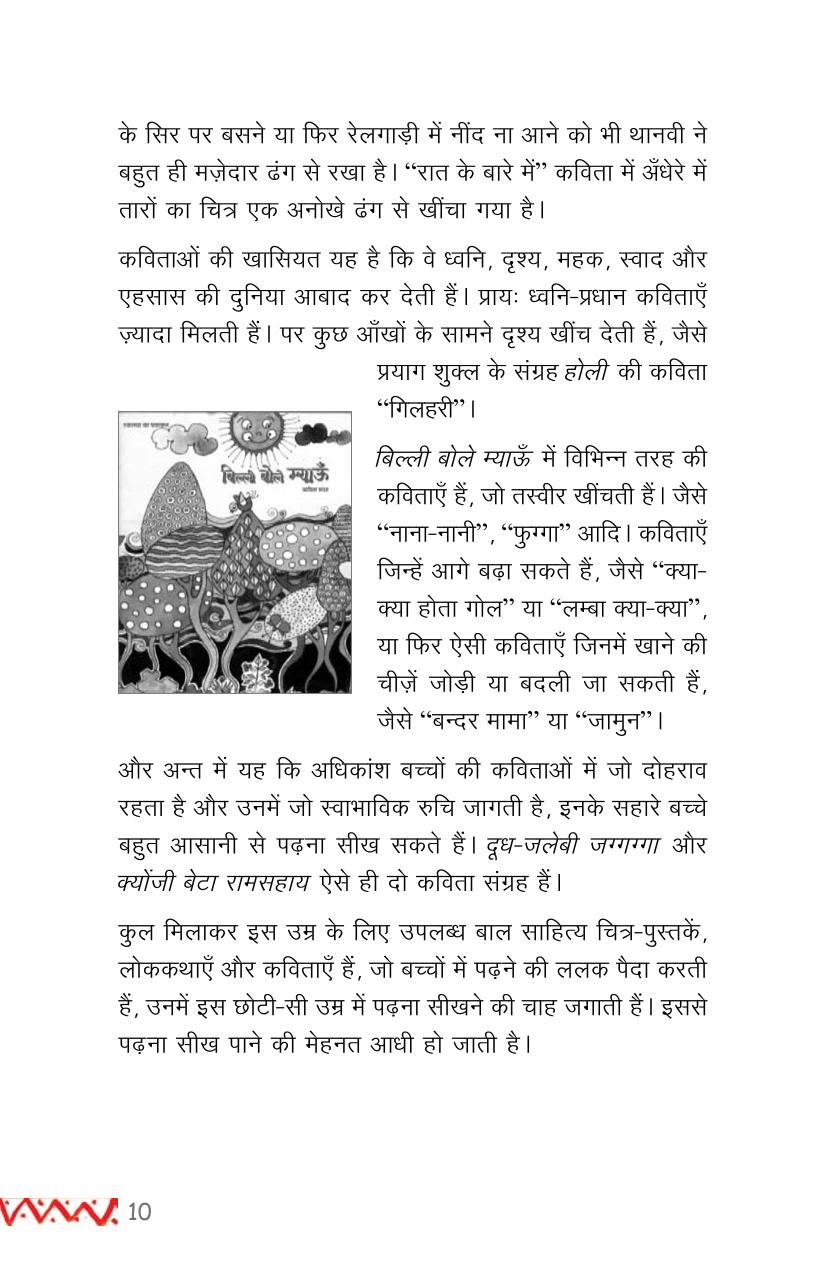 के सिर पर बसने या फिर रेलगाड़ी में नींद ना आने को भी थानवी ने
बहुत ही मज़ेदार ढंग से रखा है। “रात के बारे में” कविता में अँधेरे में
तारों का चित्र एक अनोखे ढंग से खींचा गया है।
कविताओं की खासियत यह है कि वे ध्वनि, दृश्य, महक, स्वाद और
एहसास की दुनिया आबाद कर देती हैं। प्रायः ध्वनि-प्रधान कविताएँ
ज़्यादा मिलती हैं। पर कुछ आँखों के सामने दृश्य खींच देती हैं, जैसे
प्रयाग शुक्ल के संग्रह होली की कविता
“गिलहरी”।
बिल्ली बोले म्याऊँ
बिल्ली बोले म्याऊँ में विभिन्न तरह की
कविताएँ हैं, जो तस्वीर खींचती हैं। जैसे
“नाना-नानी”, “फुग्गा” आदि। कविताएँ
जिन्हें आगे बढ़ा सकते हैं, जैसे “क्या-
क्या होता गोल” या “लम्बा क्या-क्या”,
या फिर ऐसी कविताएँ जिनमें खाने की
चीज़ें जोड़ी या बदली जा सकती हैं,
जैसे “बन्दर मामा” या “जामुन”।
और अन्त में यह कि अधिकांश बच्चों की कविताओं में जो दोहराव
रहता है और उनमें जो स्वाभाविक रुचि जागती है, इनके सहारे बच्चे
बहुत आसानी से पढ़ना सीख सकते हैं। दूध-जलेबी जग्गग्गा और
क्योंजी बेटा रामसहाय ऐसे ही दो कविता संग्रह हैं।
कुल मिलाकर इस उम्र के लिए उपलब्ध बाल साहित्य चित्र-पुस्तकें,
लोककथाएँ और कविताएँ हैं, जो बच्चों में पढ़ने की ललक पैदा करती
हैं, उनमें इस छोटी-सी उम्र में पढ़ना सीखने की चाह जगाती हैं। इससे
पढ़ना सीख पाने की मेहनत आधी हो जाती है।
10